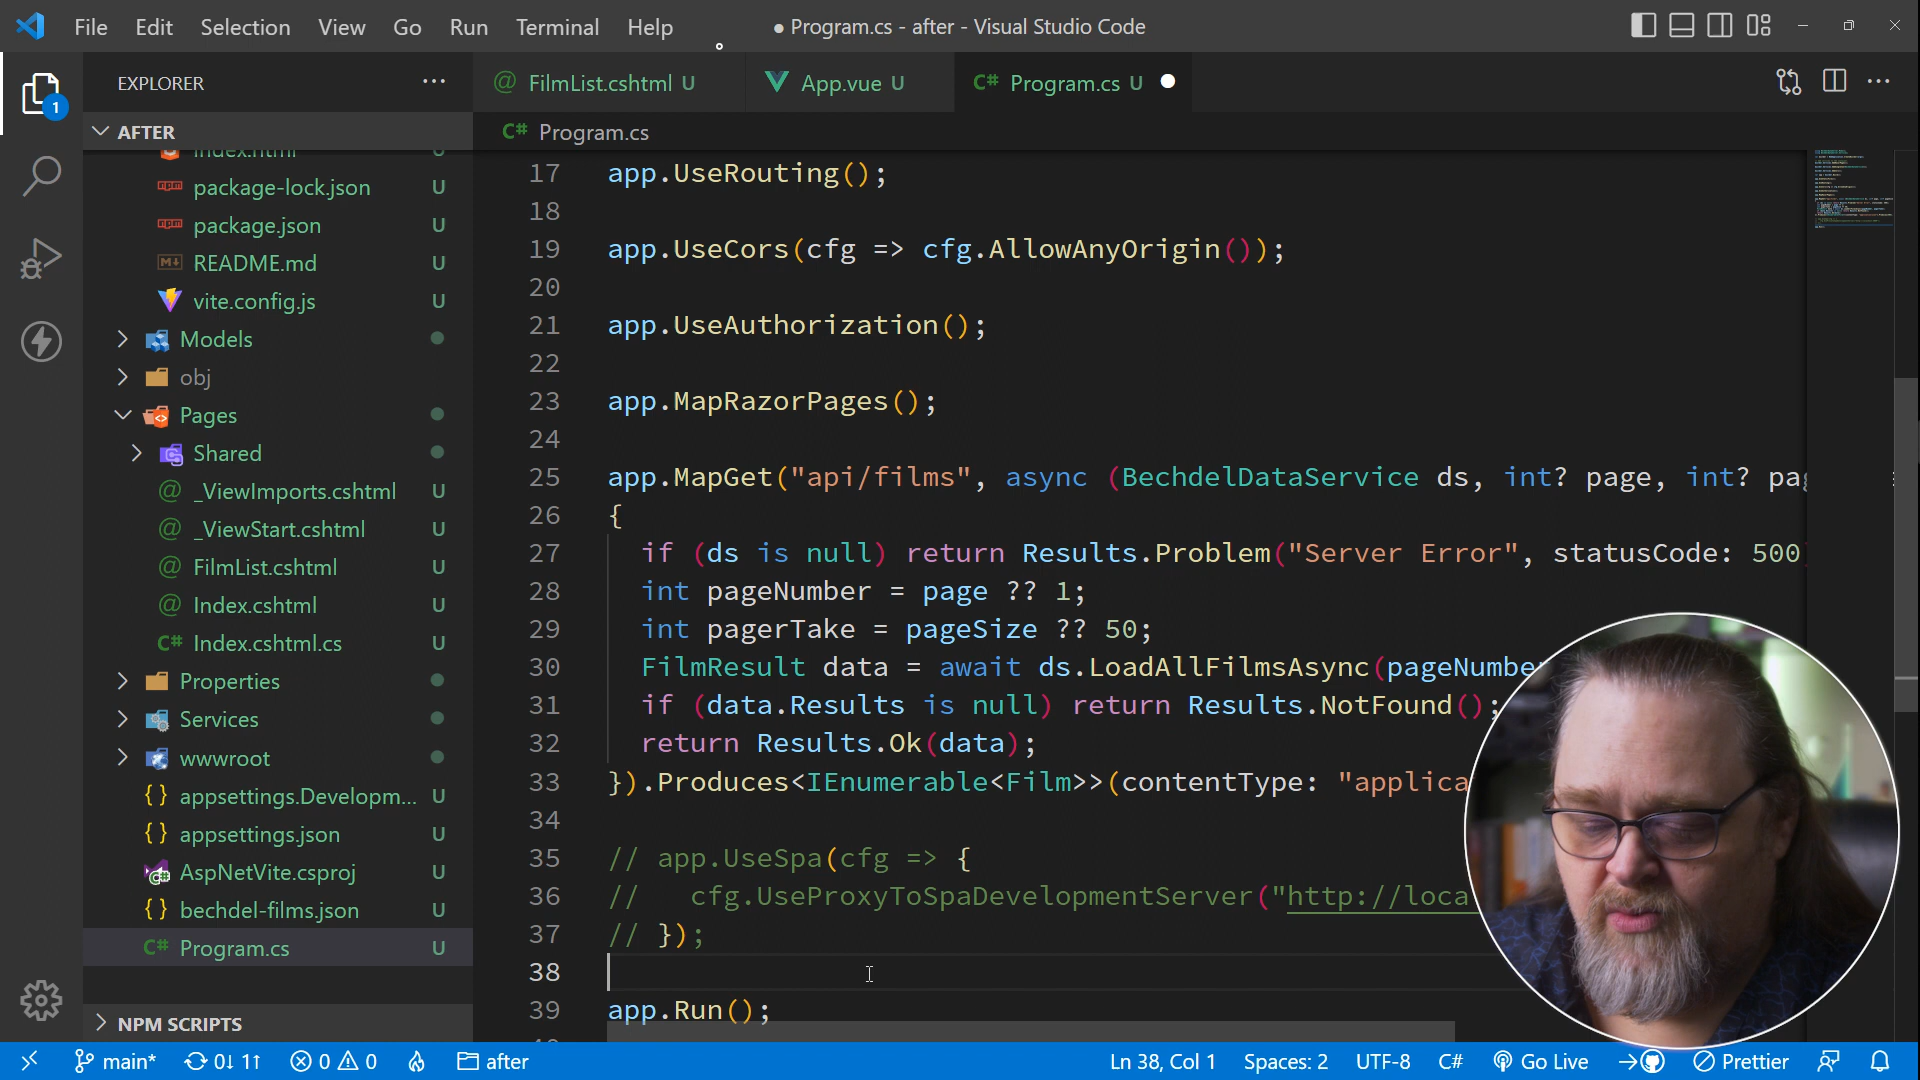 File Edit Selection View Go Run Terminal Help
● Program.cs - after - Visual Studio Code
EXPLORER
FilmList.cshtml U
App.vue U
C# Program.cs U
1
AFTER
C# Program.cs
index.html U
package-lock.json U
package.json U
README.md U
vite.config.js U
Models
obj
Pages
Shared
_ViewImports.cshtml U
_ViewStart.cshtml U
FilmList.cshtml U
Index.cshtml U
C# Index.cshtml.cs U
Properties
Services
wwwroot
appsettings.Developm... U
appsettings.json U
AspNetVite.csproj U
bechdel-films.json U
C# Program.cs U
NPM SCRIPTS
17 app.UseRouting();
18
19 app.UseCors(cfg => cfg.AllowAnyOrigin());
20
21 app.UseAuthorization();
22
23 app.MapRazorPages();
24
25 app.MapGet("api/films", async (BechdelDataService ds, int? page, int? pag
26 {
27 if (ds is null) return Results.Problem("Server Error", statusCode: 500
28 int pageNumber = page ?? 1;
29 int pagerTake = pageSize ?? 50;
30 FilmResult data = await ds.LoadAllFilmsAsync(pageNumber
31 if (data.Results is null) return Results.NotFound();
32 return Results.Ok(data);
33 }).Produces<IEnumerable<Film>>(contentType: "applica
34
35 // app.UseSpa(cfg => {
36 // cfg.UseProxyToSpaDevelopmentServer("http://loca
37 // });
38
39 app.Run();
main* 0↓ 1↑ 0 0 after
Ln 38, Col 1 Spaces: 2 UTF-8 C# Go Live Prettier